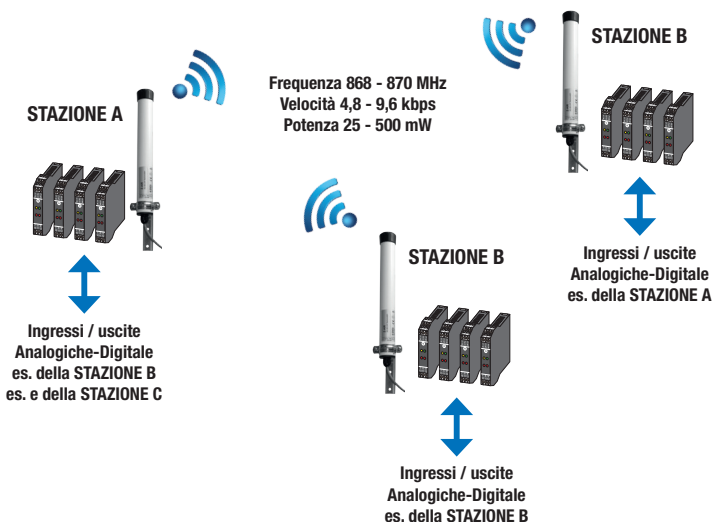 STAZIONE B
Frequenza 868 - 870 MHz
Velocità 4,8 - 9,6 kbps
Potenza 25 - 500 mW
STAZIONE A
Ingressi / uscite
Analogiche-Digitale
es. della STAZIONE A
STAZIONE B
Ingressi / uscite
Analogiche-Digitale
es. della STAZIONE B
es. e della STAZIONE C
Ingressi / uscite
Analogiche-Digitale
es. della STAZIONE B